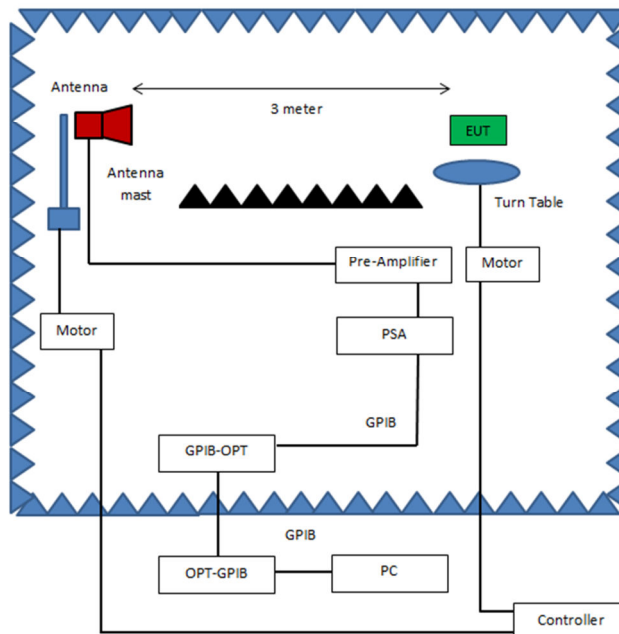 Antenna
3 meter
EUT
Antenna
mast
Turn Table
Pre-Amplifier
Motor
Motor
PSA
GPIB
GPIB-OPT
GPIB
OPT-GPIB
PC
Controller